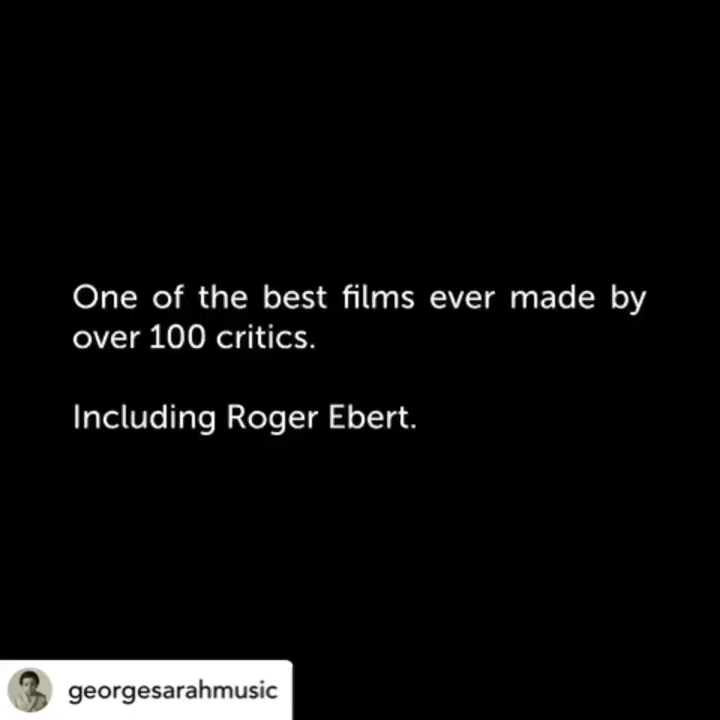 One of the best films ever made by
over 100 critics.
Including Roger Ebert.
georgesarahmusic